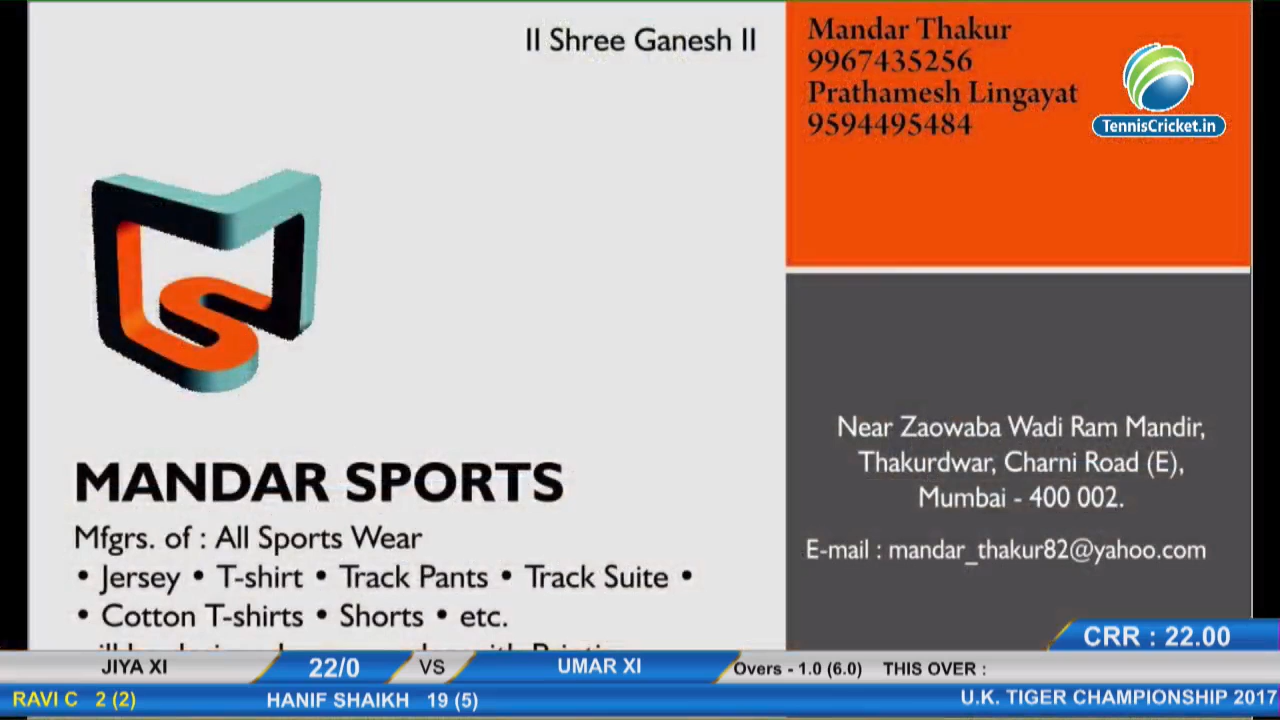 II Shree Ganesh II
Mandar Thakur
9967435256
Prathamesh Lingayat
9594495484
TennisCricket.in
MANDAR SPORTS
Mfgrs. of : All Sports Wear
• Jersey • T-shirt • Track Pants • Track Suite •
• Cotton T-shirts • Shorts • etc.
Near Zaowaba Wadi Ram Mandir,
Thakurdwar, Charni Road (E),
Mumbai - 400 002.
E-mail : mandar_thakur82@yahoo.com
CRR : 22.00
JIYA XI 22/0 VS UMAR XI Overs - 1.0 (6.0) THIS OVER :
RAVI C 2 (2) HANIF SHAIKH 19 (5) U.K. TIGER CHAMPIONSHIP 2017